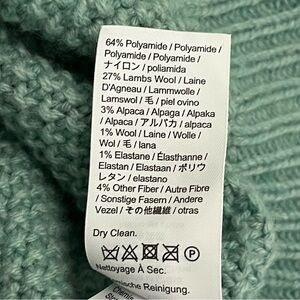 64% Polyamide / Polyamide /
Polyamide / Polyamide /
ナイロン / poliamida
27% Lambs Wool / Laine
D'Agneau / Lammwolle /
Lamswol / 毛 / piel ovino
3% Alpaca / Alpaga / Alpaka
/ Alpaca / アルパカ / alpaca
1% Wool / Laine / Wolle /
Wol / 毛 / lana
1% Elastane / Élasthanne /
Elastan / Elastaan / ポリウ
レタン / elastano
4% Other Fiber / Autre Fibre
/ Sonstige Fasern / Andere
Vezel / その他繊維 / otras
Dry Clean.
P
Nettoyage À Sec.
mische Reinigung.